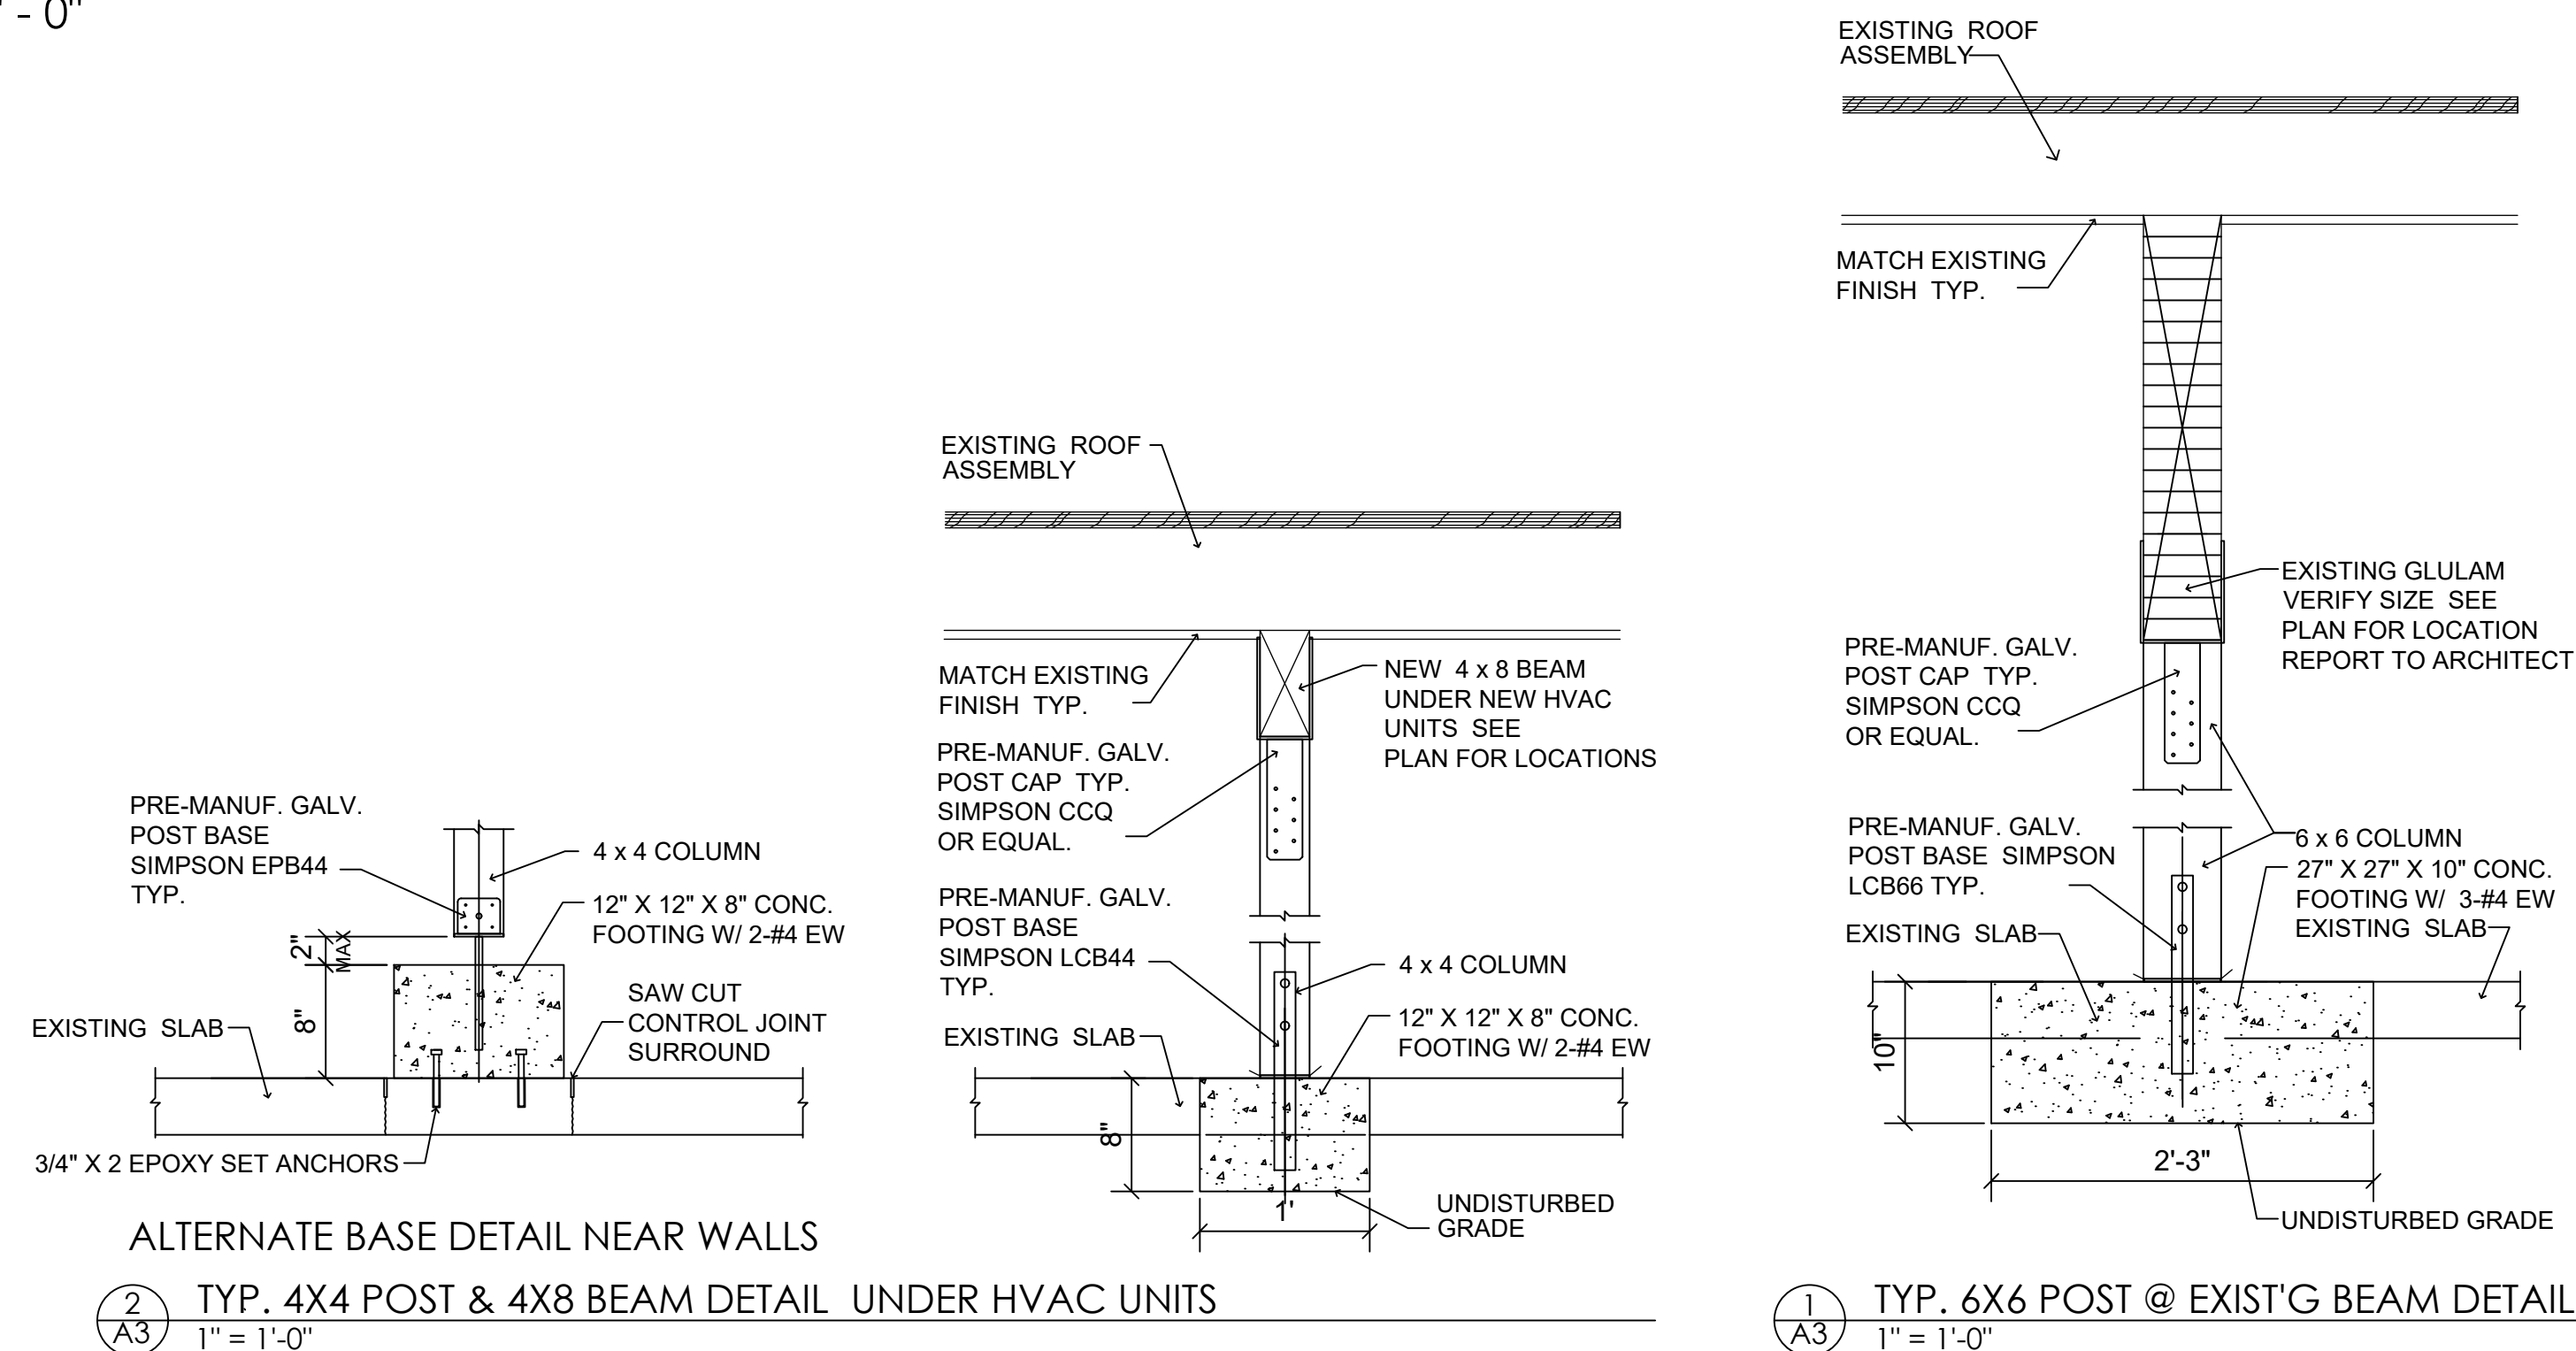 ' - 0"
EXISTING ROOF
ASSEMBLY
MATCH EXISTING
FINISH TYP.
EXISTING GLULAM
VERIFY SIZE SEE
PLAN FOR LOCATION
REPORT TO ARCHITECT
PRE-MANUF. GALV.
POST CAP TYP.
SIMPSON CCQ
OR EQUAL.
PRE-MANUF. GALV.
POST BASE SIMPSON
LCB66 TYP.
6 x 6 COLUMN
27" X 27" X 10" CONC.
FOOTING W/ 3-#4 EW
EXISTING SLAB
EXISTING SLAB
10"
2'-3"
UNDISTURBED GRADE
1
A3
TYP. 6X6 POST @ EXIST'G BEAM DETAIL
1" = 1'-0"
EXISTING ROOF
ASSEMBLY
MATCH EXISTING
FINISH TYP.
NEW 4 x 8 BEAM
UNDER NEW HVAC
UNITS SEE
PLAN FOR LOCATIONS
PRE-MANUF. GALV.
POST CAP TYP.
SIMPSON CCQ
OR EQUAL.
PRE-MANUF. GALV.
POST BASE
SIMPSON LCB44
TYP.
4 x 4 COLUMN
12" X 12" X 8" CONC.
FOOTING W/ 2-#4 EW
EXISTING SLAB
8"
1'
UNDISTURBED
GRADE
PRE-MANUF. GALV.
POST BASE
SIMPSON EPB44
TYP.
4 x 4 COLUMN
12" X 12" X 8" CONC.
FOOTING W/ 2-#4 EW
2"
MAX
8"
SAW CUT
CONTROL JOINT
SURROUND
EXISTING SLAB
3/4" X 2 EPOXY SET ANCHORS
ALTERNATE BASE DETAIL NEAR WALLS
2
A3
TYP. 4X4 POST & 4X8 BEAM DETAIL UNDER HVAC UNITS
1" = 1'-0"